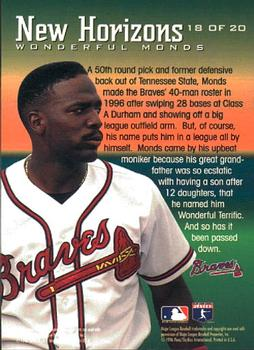 New Horizons
18 OF 20
WONDERFUL MONDS
A 50th round pick and former defensive
back out of Tennessee State, Monds
made the Braves' 40-man roster in
1996 after swiping 28 bases at Class
A Durham and showing off a big
league outfield arm. But, of course,
his name puts him in a league all by
himself. Monds came by his upbeat
moniker because his great grand-
father was so ecstatic
with having a son after
12 daughters, that
he named him
Wonderful Terrific.
And so has it
been passed
down.
Braves
Braves